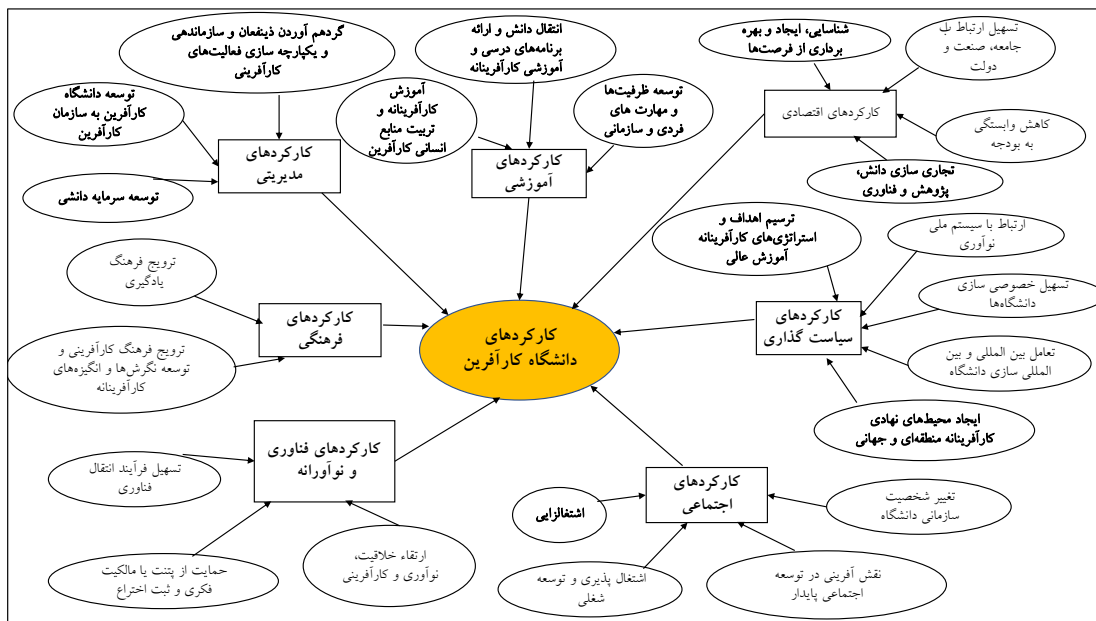 شناسایی، ایجاد و بهره
برداری از فرصت‌ها
تسهیل ارتباط با
جامعه، صنعت و
دولت
کارکردهای اقتصادی
کاهش وابستگی
به بودجه
تجاری سازی دانش،
پژوهش و فناوری
انتقال دانش و ارائه
برنامه‌های درسی و
آموزشی کارآفرینانه
آموزش
کارآفرینانه و
تربیت منابع
انسانی کارآفرین
توسعه ظرفیت‌ها
و مهارت های
فردی و سازمانی
کارکردهای
آموزشی
گردهم آوردن ذینفعان و سازماندهی
و یکپارچه سازی فعالیت‌های
کارآفرینی
توسعه دانشگاه
کارآفرین به سازمان
کارآفرین
کارکردهای
مدیریتی
توسعه سرمایه دانشی
ترسیم اهداف و
استراتژی‌های کارآفرینانه
آموزش عالی
ارتباط با سیستم ملی
نوآوری
تسهیل خصوصی سازی
دانشگاه‌ها
کارکردهای
سیاست گذاری
تعامل بین المللی و بین
المللی سازی دانشگاه
ایجاد محیط‌های نهادی
کارآفرینانه منطقه‌ای و جهانی
کارکردهای
دانشگاه کارآفرین
ترویج فرهنگ
یادگیری
کارکردهای
فرهنگی
ترویج فرهنگ کارآفرینی و
توسعه نگرش‌ها و انگیزه‌های
کارآفرینانه
کارکردهای فناوری
و نوآورانه
تسهیل فرآیند انتقال
فناوری
حمایت از پتنت یا مالکیت
فکری و ثبت اختراع
ارتقاء خلاقیت،
نوآوری و کارآفرینی
کارکردهای
اجتماعی
اشتغالزایی
تغییر شخصیت
سازمانی دانشگاه
اشتغال پذیری و توسعه
شغلی
نقش آفرینی در توسعه
اجتماعی پایدار